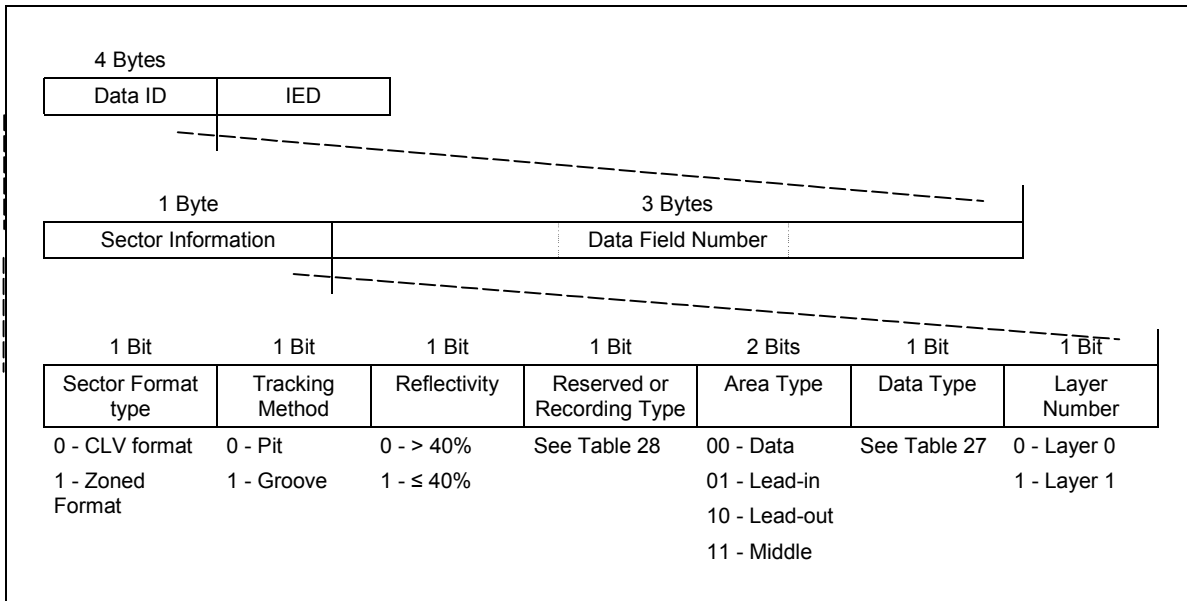 4 Bytes
Data ID IED
1 Byte 3 Bytes
Sector Information Data Field Number
1 Bit 1 Bit 1 Bit 1 Bit 2 Bits 1 Bit 1 Bit
Sector Format type Tracking Method Reflectivity Reserved or Recording Type Area Type Data Type Layer Number
0 - CLV format 0 - Pit 0 - > 40% See Table 28 00 - Data See Table 27 0 - Layer 0
1 - Zoned Format 1 - Groove 1 - ≤ 40% 01 - Lead-in 1 - Layer 1
10 - Lead-out
11 - Middle